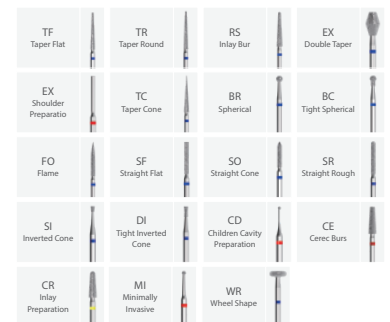 TF
Taper Flat
TR
Taper Round
RS
Inlay Bur
EX
Double Taper
EX
Shoulder
Preparatio
TC
Taper Cone
BR
Spherical
BC
Tight Spherical
FO
Flame
SF
Straight Flat
SO
Straight Cone
SR
Straight Rough
SI
Inverted Cone
DI
Tight Inverted
Cone
CD
Children Cavity
Preparation
CE
Cerec Burs
CR
Inlay
Preparation
MI
Minimally
Invasive
WR
Wheel Shape